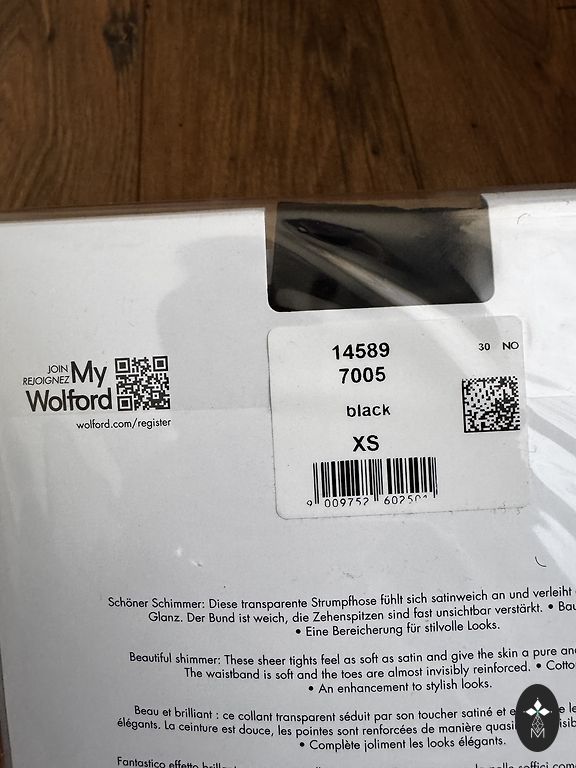 JOIN
REJOIGNEZ My
Wolford
wolford.com/register
14589
7005
30 NO
black
XS
9 009752 602501
Schöner Schimmer: Diese transparente Strumpfhose fühlt sich satinweich an und verleiht
Glanz. Der Bund ist weich, die Zehenspitzen sind fast unsichtbar verstärkt. •
• Eine Bereicherung für stilvolle Looks.
Beautiful shimmer: These sheer tights feel as soft as satin and give the skin a pure
The waistband is soft and the toes are almost invisibly reinforced. •
• An enhancement to stylish looks.
Beau et brillant : ce collant transparent séduit par son toucher satiné et
élégants. La ceinture est douce, les pointes sont renforcées de manière
• Complète joliment les looks élégants.
Fantastico effetto
M